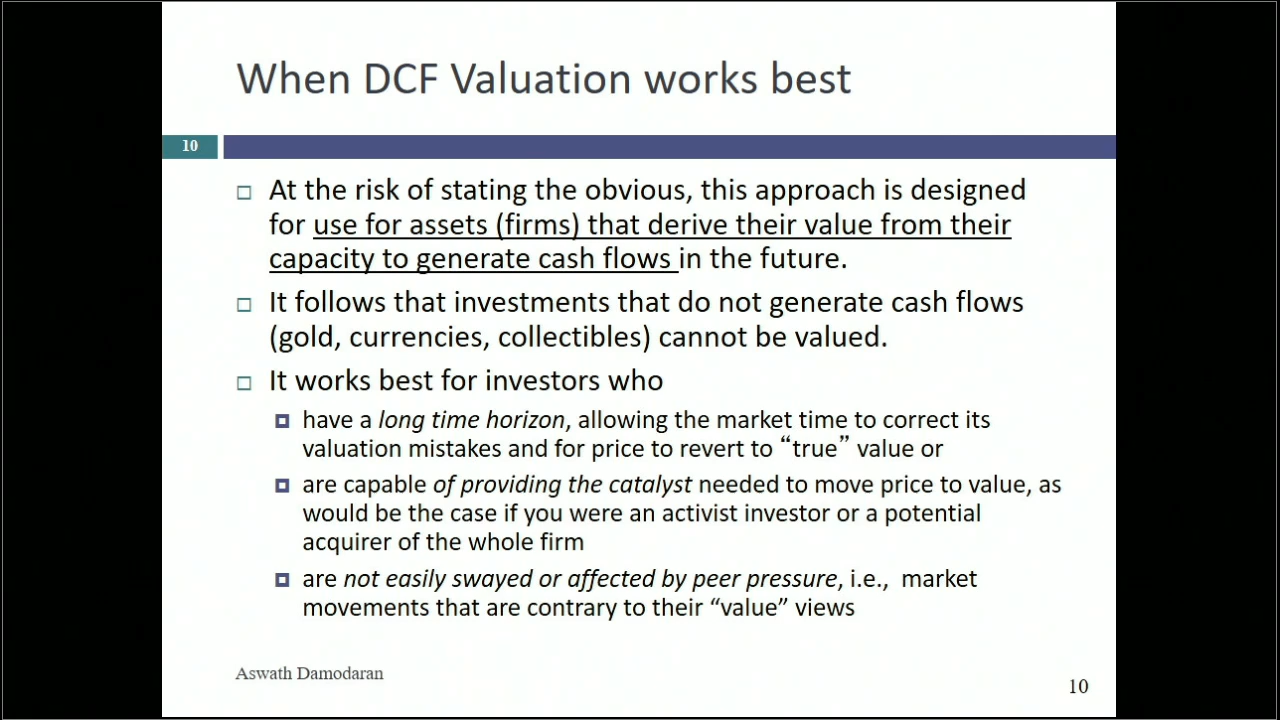 When DCF Valuation works best
10
At the risk of stating the obvious, this approach is designed
for use for assets (firms) that derive their value from their
capacity to generate cash flows in the future.
It follows that investments that do not generate cash flows
(gold, currencies, collectibles) cannot be valued.
It works best for investors who
have a long time horizon, allowing the market time to correct its
valuation mistakes and for price to revert to “true” value or
are capable of providing the catalyst needed to move price to value, as
would be the case if you were an activist investor or a potential
acquirer of the whole firm
are not easily swayed or affected by peer pressure, i.e., market
movements that are contrary to their “value” views
Aswath Damodaran
10